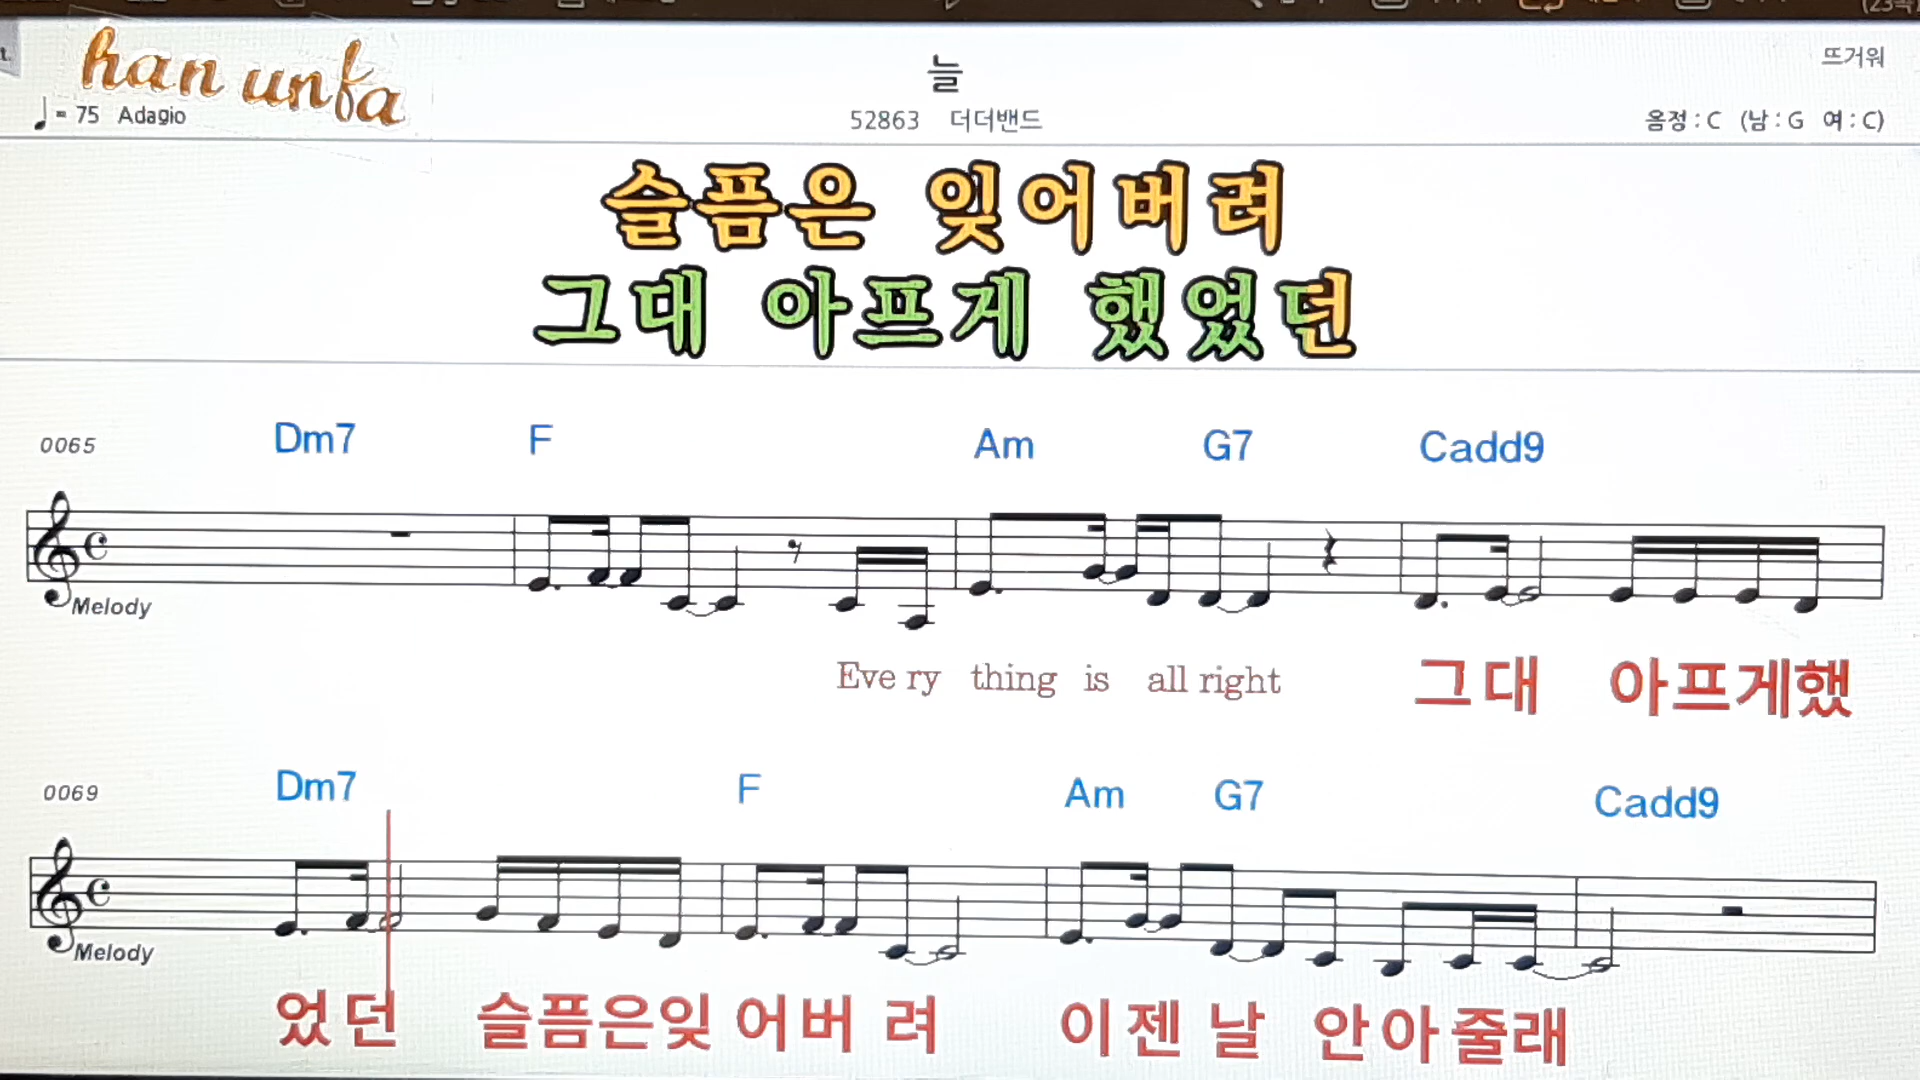 han unfa
늘
뜨거워
♩= 75 Adagio
52863 더더밴드
음정 : C (남 : G 여 : C)
슬픔은 잊어버려
그대 아프게 했었던
0065 Dm7 F Am G7 Cadd9
Melody
Eve ry thing is all right 그대 아프게했
0069 Dm7 F Am G7 Cadd9
Melody
었던 슬픔은잊 어버 려 이젠 날 안아줄래